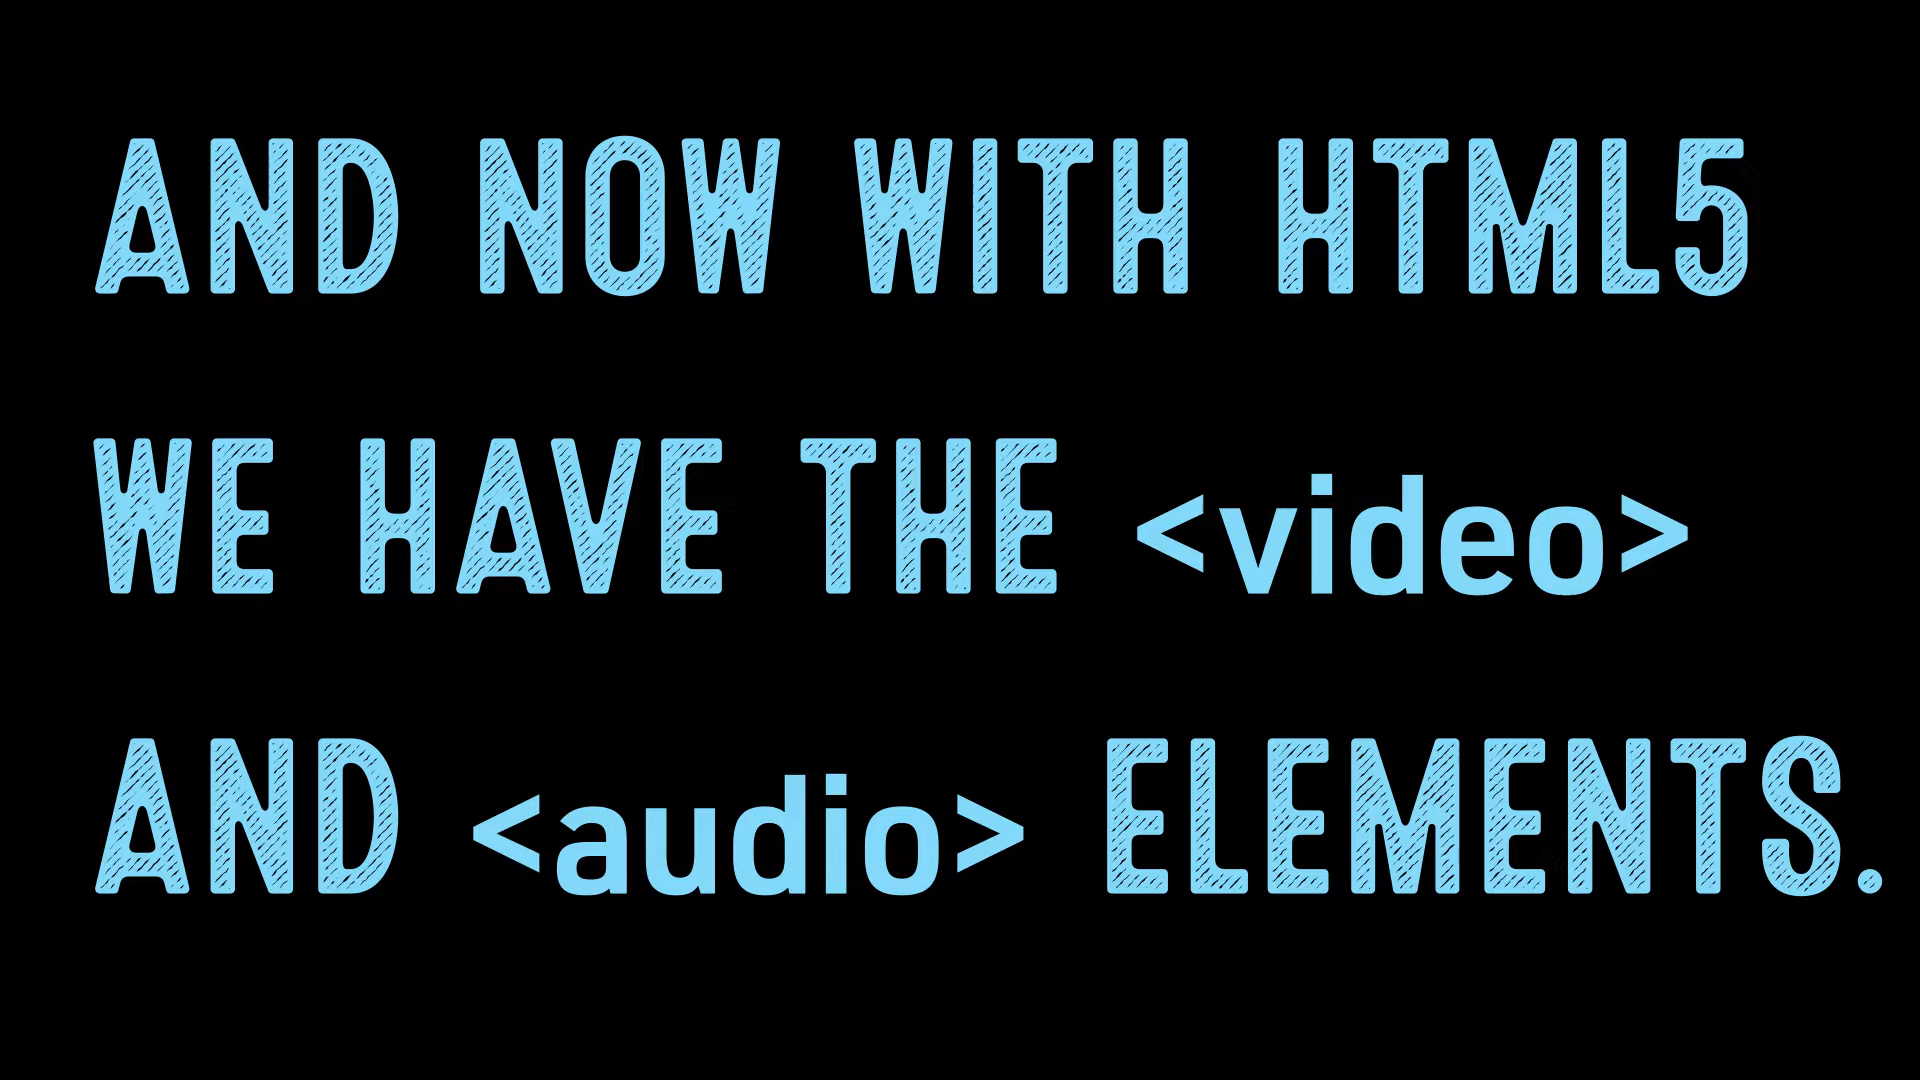 AND NOW WITH HTML5
WE HAVE THE <video>
AND <audio> ELEMENTS.